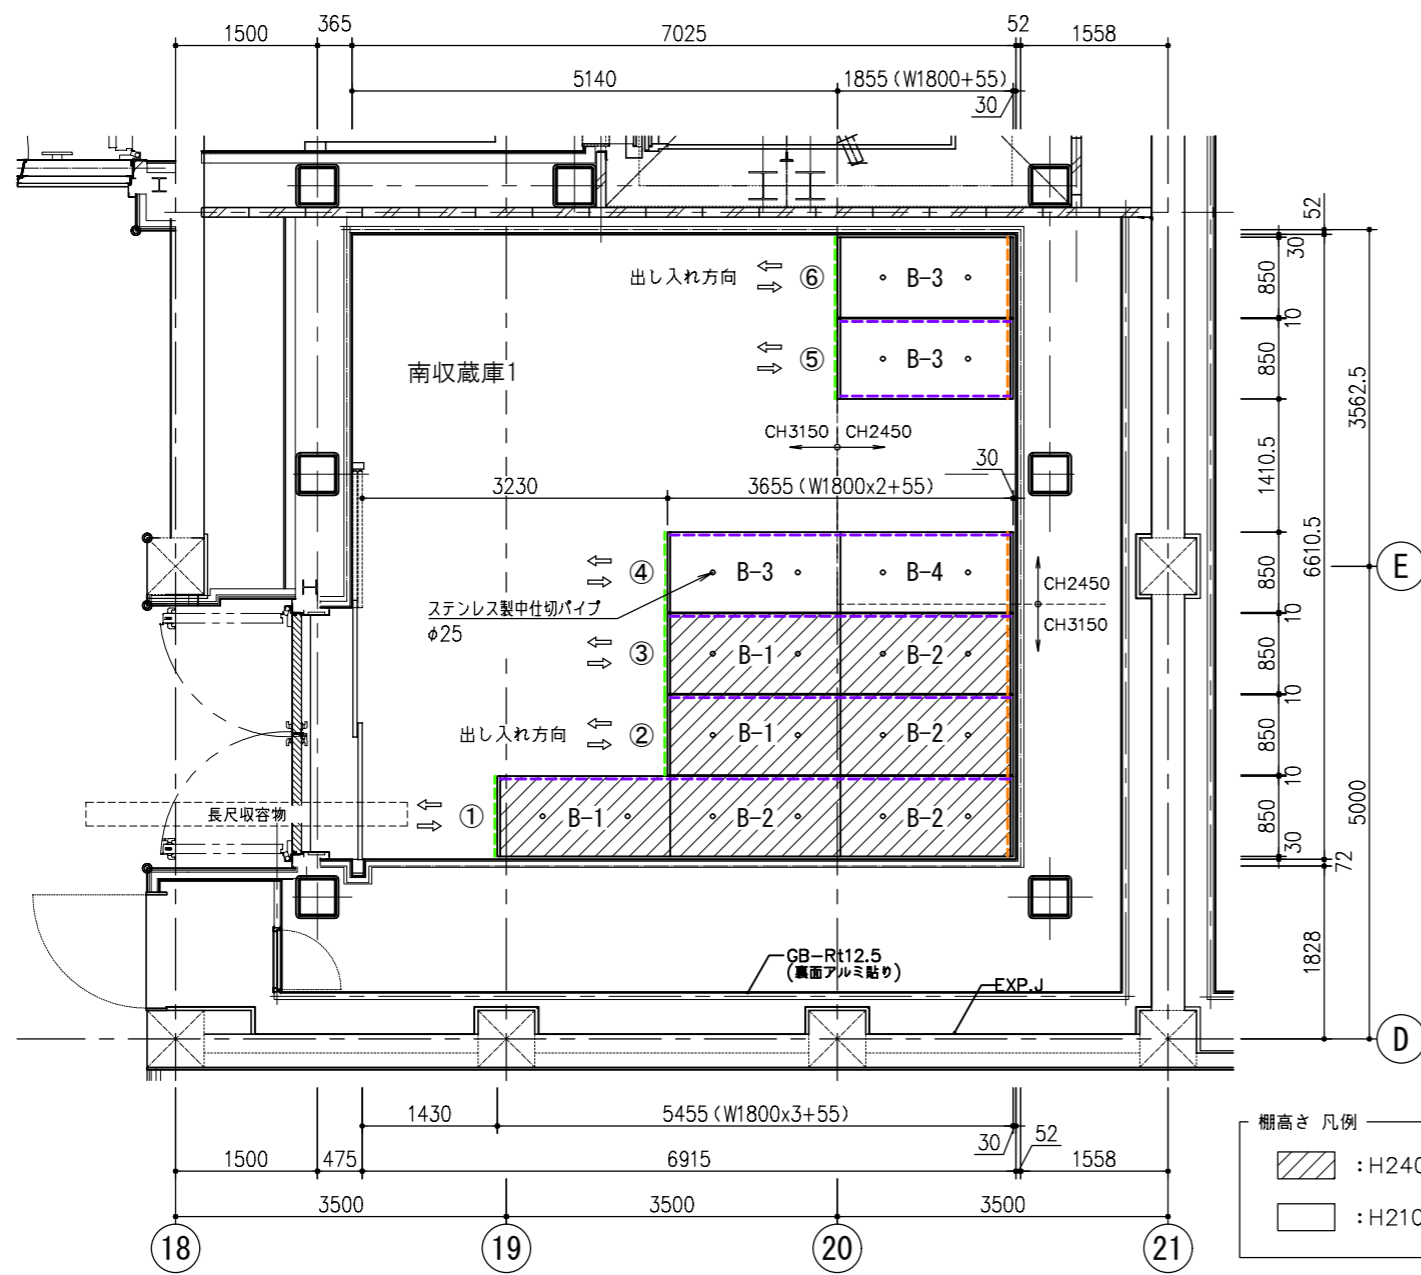 1500
365
7025
52
1558
5140
1855 (W1800+55)
30
52
30
850
10
850
1410.5
850
10
850
10
850
10
850
30
72
1828
6610.5
3562.5
5000
出し入れ方向
⑥
B-3
⑤
B-3
南収蔵庫1
CH3150
CH2450
30
3230
3655 (W1800x2+55)
④
B-3
B-4
ステンレス製中仕切パイプ
φ25
CH2450
CH3150
③
B-1
B-2
出し入れ方向
②
B-1
B-2
長尺収容物
①
B-1
B-2
B-2
E
GB-Rt12.5
(裏面アルミ貼り)
EXP.J
D
1430
5455 (W1800x3+55)
30
52
1500
475
6915
1558
3500
3500
3500
18
19
20
21
棚高さ 凡例
:H240
:H210